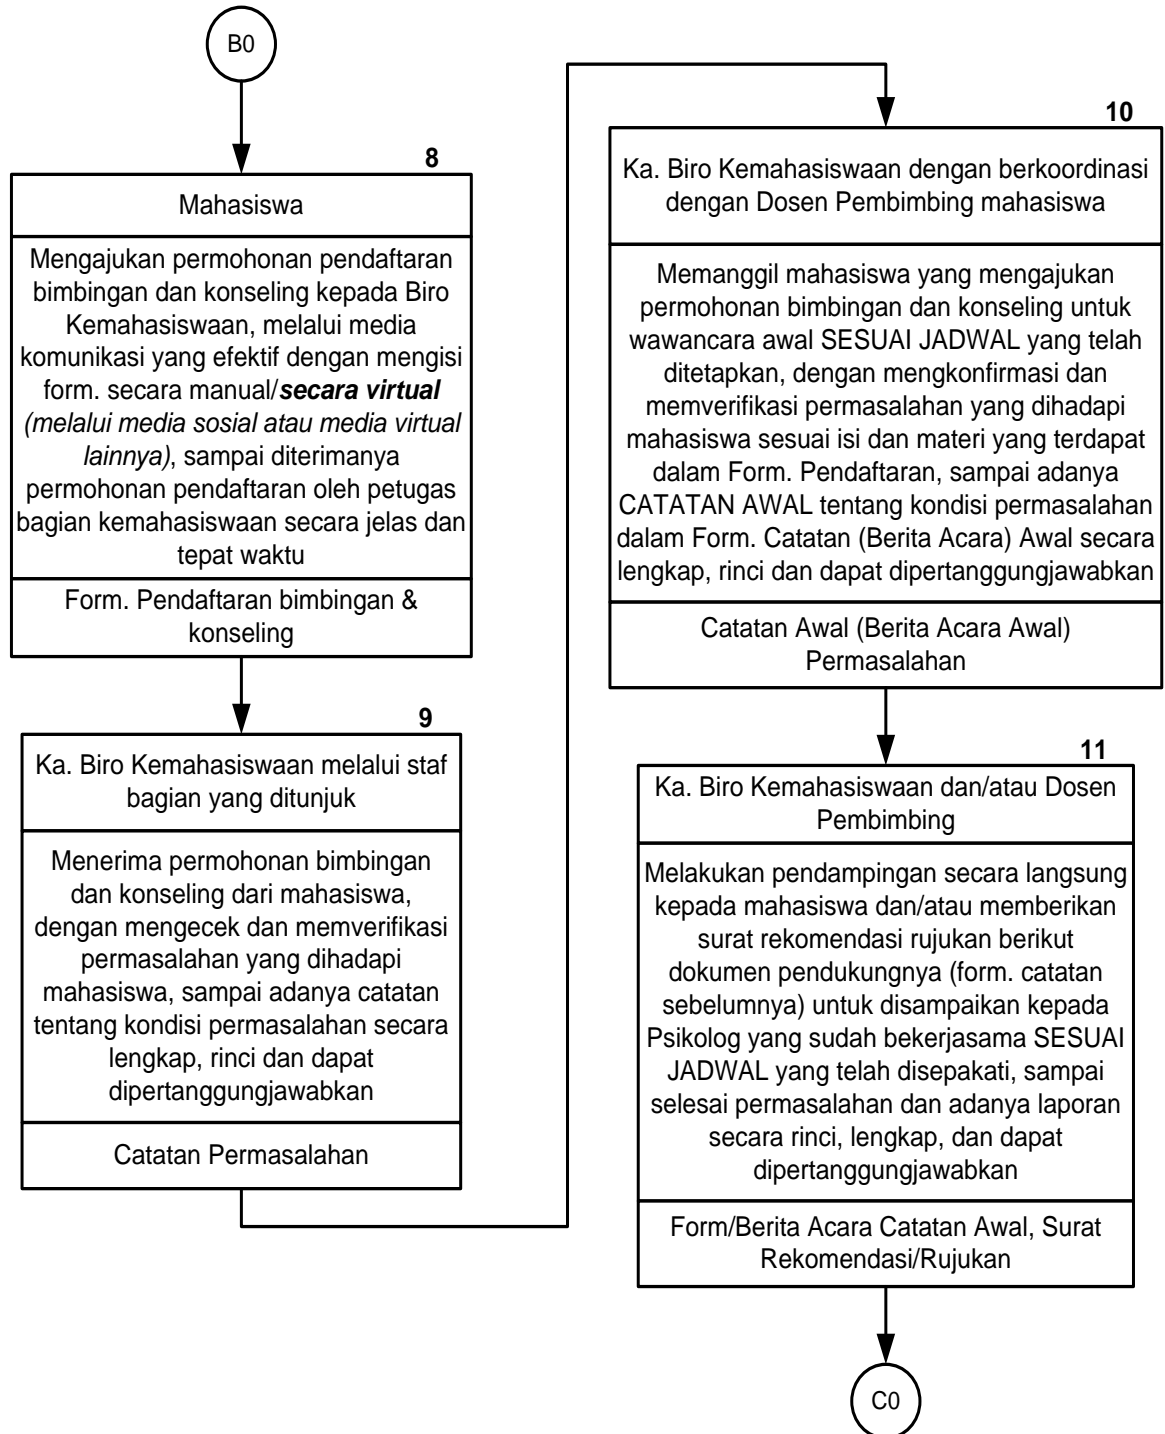 B0
8
Mahasiswa
Mengajukan permohonan pendaftaran
bimbingan dan konseling kepada Biro
Kemahasiswaan, melalui media
komunikasi yang efektif dengan mengisi
form. secara manual/secara virtual
(melalui media sosial atau media virtual
lainnya), sampai diterimanya
permohonan pendaftaran oleh petugas
bagian kemahasiswaan secara jelas dan
tepat waktu
Form. Pendaftaran bimbingan &
konseling
9
Ka. Biro Kemahasiswaan melalui staf
bagian yang ditunjuk
Menerima permohonan bimbingan
dan konseling dari mahasiswa,
dengan mengecek dan memverifikasi
permasalahan yang dihadapi
mahasiswa, sampai adanya catatan
tentang kondisi permasalahan secara
lengkap, rinci dan dapat
dipertanggungjawabkan
Catatan Permasalahan
10
Ka. Biro Kemahasiswaan dengan berkoordinasi
dengan Dosen Pembimbing mahasiswa
Memanggil mahasiswa yang mengajukan
permohonan bimbingan dan konseling untuk
wawancara awal SESUAI JADWAL yang telah
ditetapkan, dengan mengkonfirmasi dan
memverifikasi permasalahan yang dihadapi
mahasiswa sesuai isi dan materi yang terdapat
dalam Form. Pendaftaran, sampai adanya
CATATAN AWAL tentang kondisi permasalahan
dalam Form. Catatan (Berita Acara) Awal secara
lengkap, rinci dan dapat dipertanggungjawabkan
Catatan Awal (Berita Acara Awal)
Permasalahan
11
Ka. Biro Kemahasiswaan dan/atau Dosen
Pembimbing
Melakukan pendampingan secara langsung
kepada mahasiswa dan/atau memberikan
surat rekomendasi rujukan berikut
dokumen pendukungnya (form. catatan
sebelumnya) untuk disampaikan kepada
Psikolog yang sudah bekerjasama SESUAI
JADWAL yang telah disepakati, sampai
selesai permasalahan dan adanya laporan
secara rinci, lengkap, dan dapat
dipertanggungjawabkan
Form/Berita Acara Catatan Awal, Surat
Rekomendasi/Rujukan
C0